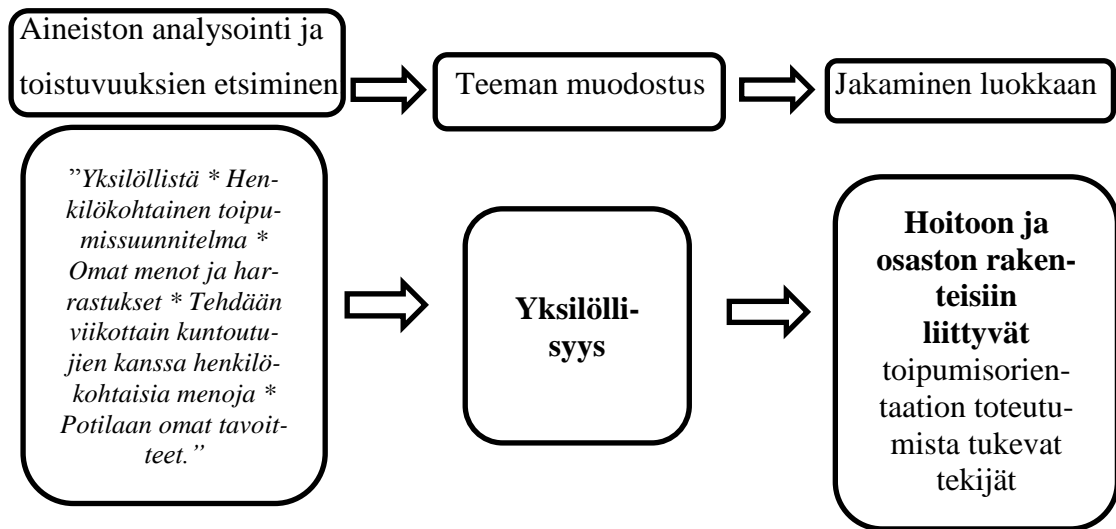 Aineiston analysointi ja
toistuvuuksien etsiminen
Teeman muodostus
Jakaminen luokkaan
”Yksilöllistä * Hen-
kilökohtainen toipu-
missuunnitelma *
Omat menot ja har-
rastukset * Tehdään
viikottain kuntoutu-
jien kanssa henkilö-
kohtaisia menoja *
Potilaan omat tavoit-
teet.”
Yksilölli-
syys
Hoitoon ja
osaston raken-
teisiin
liittyvät
toipumisorien-
taation toteutu-
mista tukevat
tekijät